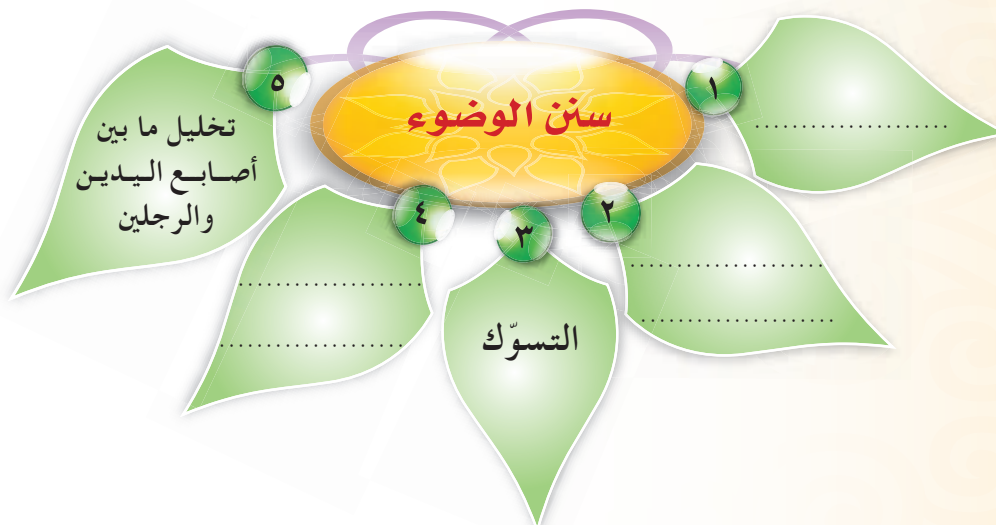 سنن الوضوء
١
....................
٢
....................
....................
٣
التسوّك
٤
...................
...................
٥
تخليل ما بين
أصابع اليدين
والرجلين